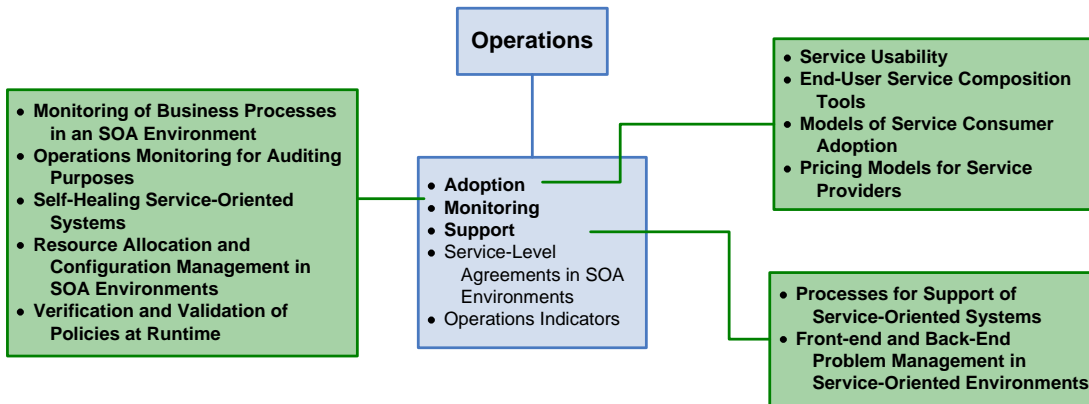 Operations
• Monitoring of Business Processes
in an SOA Environment
• Operations Monitoring for Auditing
Purposes
• Self-Healing Service-Oriented
Systems
• Resource Allocation and
Configuration Management in
SOA Environments
• Verification and Validation of
Policies at Runtime
• Adoption
• Monitoring
• Support
• Service-Level
Agreements in SOA
Environments
• Operations Indicators
• Service Usability
• End-User Service Composition
Tools
• Models of Service Consumer
Adoption
• Pricing Models for Service
Providers
• Processes for Support of
Service-Oriented Systems
• Front-end and Back-End
Problem Management in
Service-Oriented Environments